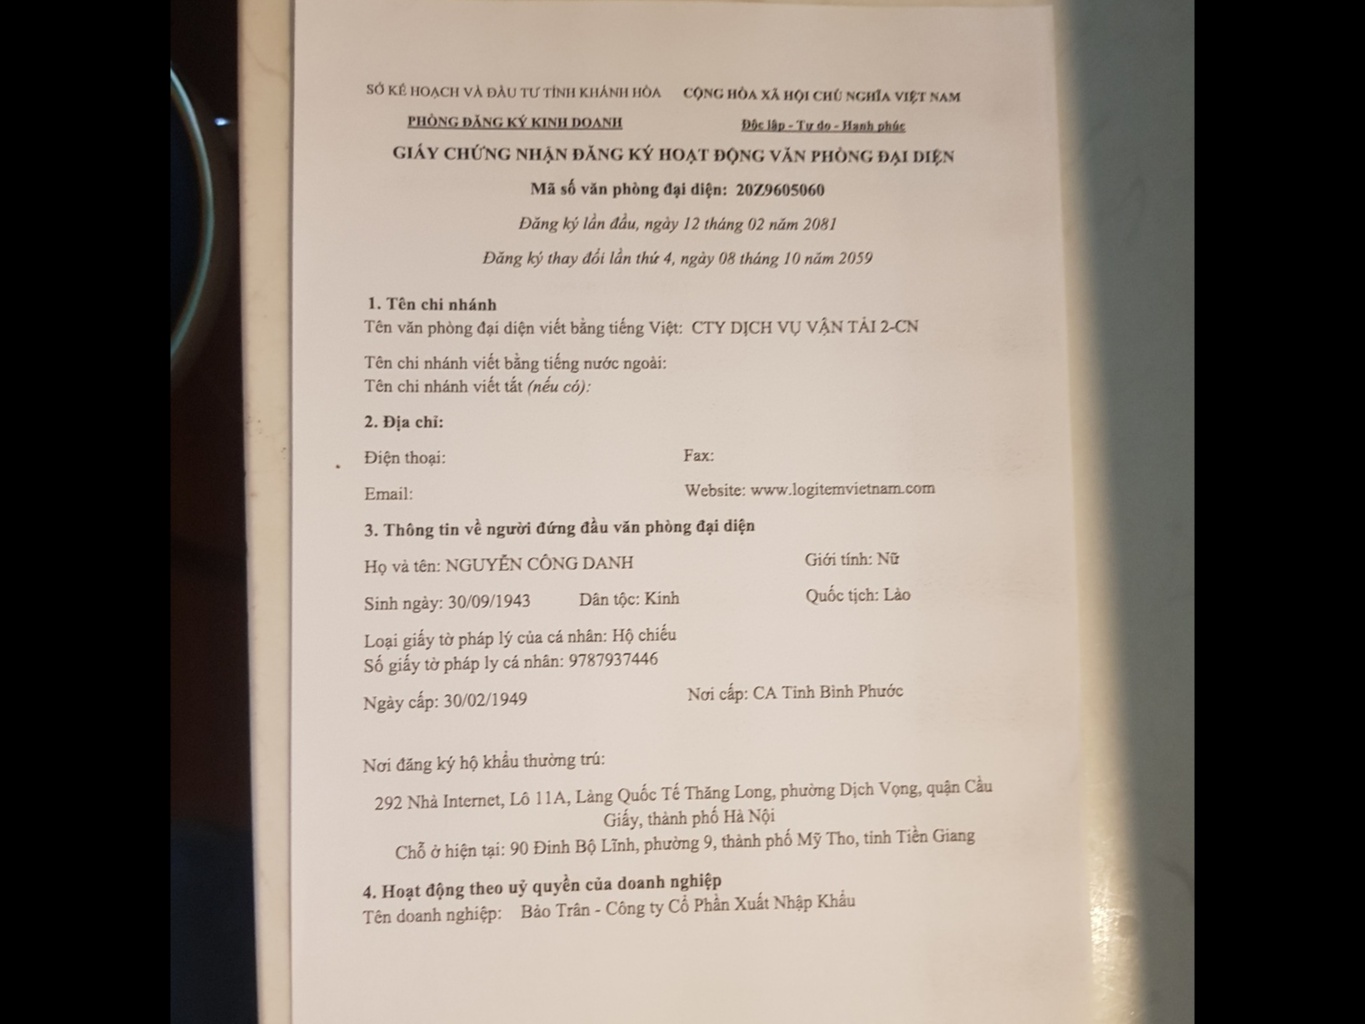 SỞ KẾ HOẠCH VÀ ĐẦU TƯ TỈNH KHÁNH HÒA CỘNG HÒA XÃ HỘI CHỦ NGHĨA VIỆT NAM
PHÒNG ĐĂNG KÝ KINH DOANH Độc lập - Tự do - Hạnh phúc
GIẤY CHỨNG NHẬN ĐĂNG KÝ HOẠT ĐỘNG VĂN PHÒNG ĐẠI DIỆN
Mã số văn phòng đại diện: 20Z9605060
Đăng ký lần đầu, ngày 12 tháng 02 năm 2081
Đăng ký thay đổi lần thứ 4, ngày 08 tháng 10 năm 2059
1. Tên chi nhánh
Tên văn phòng đại diện viết bằng tiếng Việt: CTY DỊCH VỤ VẬN TẢI 2-CN
Tên chi nhánh viết bằng tiếng nước ngoài:
Tên chi nhánh viết tắt (nếu có):
2. Địa chỉ:
Điện thoại: Fax:
Email: Website: www.logitemvietnam.com
3. Thông tin về người đứng đầu văn phòng đại diện
Họ và tên: NGUYỄN CÔNG DANH Giới tính: Nữ
Sinh ngày: 30/09/1943 Dân tộc: Kinh Quốc tịch: Lào
Loại giấy tờ pháp lý của cá nhân: Hộ chiếu
Số giấy tờ pháp ly cá nhân: 9787937446
Ngày cấp: 30/02/1949 Nơi cấp: CA Tỉnh Bình Phước
Nơi đăng ký hộ khẩu thường trú:
292 Nhà Internet, Lô 11A, Làng Quốc Tế Thăng Long, phường Dịch Vọng, quận Cầu
Giấy, thành phố Hà Nội
Chỗ ở hiện tại: 90 Đinh Bộ Lĩnh, phường 9, thành phố Mỹ Tho, tỉnh Tiền Giang
4. Hoạt động theo uỷ quyền của doanh nghiệp
Tên doanh nghiệp: Bảo Trân - Công ty Cổ Phần Xuất Nhập Khẩu